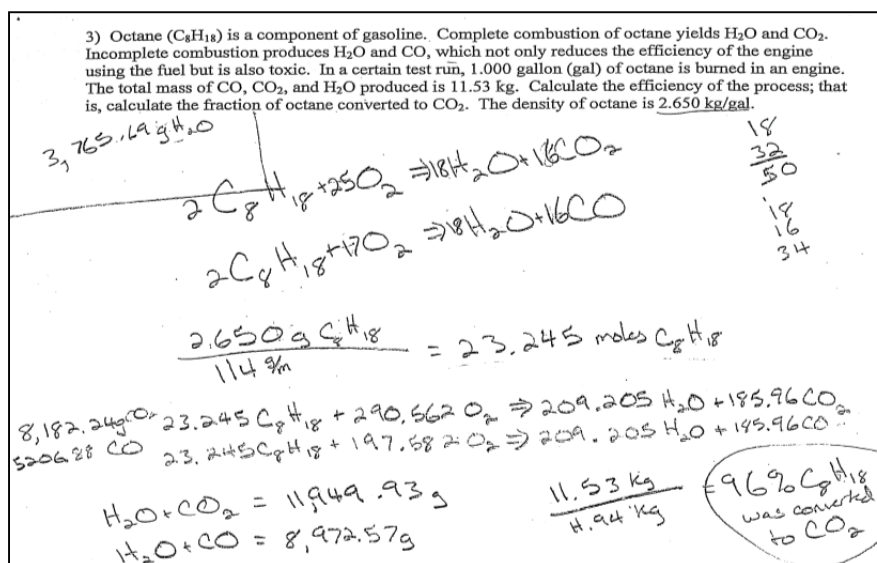 3) Octane (C₈H₁₈) is a component of gasoline. Complete combustion of octane yields H₂O and CO₂.
Incomplete combustion produces H₂O and CO, which not only reduces the efficiency of the engine
using the fuel but is also toxic. In a certain test run, 1.000 gallon (gal) of octane is burned in an engine.
The total mass of CO, CO₂, and H₂O produced is 11.53 kg. Calculate the efficiency of the process; that
is, calculate the fraction of octane converted to CO₂. The density of octane is 2.650 kg/gal.
3,765.69 g H₂O
2C₈H₁₈ + 25O₂ ⇒ 18H₂O + 16CO₂
18
32
50
2C₈H₁₈ + 17O₂ ⇒ 18H₂O + 16CO
18
16
34
2,650 g C₈H₁₈
114 g/m
= 23.245 moles C₈H₁₈
8,182.24g CO₂ 23.245 C₈H₁₈ + 290.562 O₂ ⇒ 209.205 H₂O + 185.96 CO₂
5206.88 CO 23.245 C₈H₁₈ + 197.582 O₂ ⇒ 209.205 H₂O + 185.96 CO
H₂O + CO₂ = 11,949.93 g
H₂O + CO = 8,972.57g
11.53 kg
11.94 kg
= 96% C₈H₁₈
was converted
to CO₂